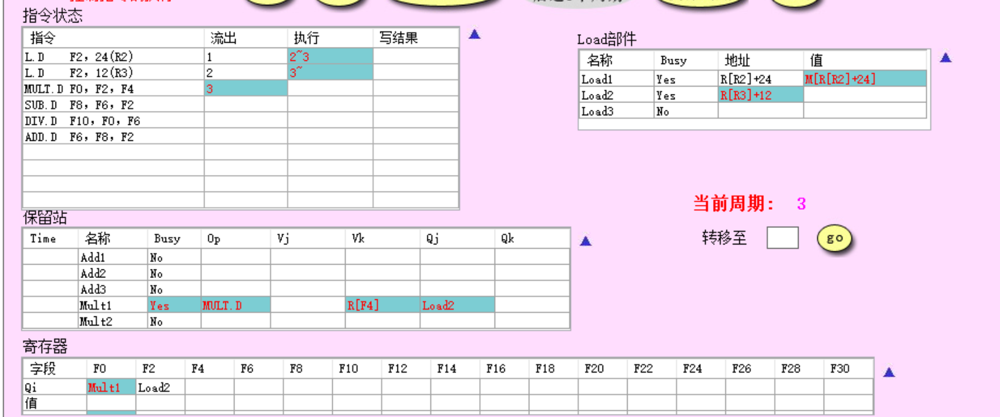 指令状态
指令 流出 执行 写结果
L.D F2，24(R2) 1 2~3
L.D F2，12(R3) 2 3~
MULT.D F0，F2，F4 3
SUB.D F8，F6，F2
DIV.D F10，F0，F6
ADD.D F6，F8，F2
Load部件
名称 Busy 地址 值
Load1 Yes R[R2]+24 M[R[R2]+24]
Load2 Yes R[R3]+12
Load3 No
当前周期: 3
转移至 go
保留站
Time 名称 Busy Op Vj Vk Qj Qk
Add1 No
Add2 No
Add3 No
Mult1 Yes MULT.D R[F4] Load2
Mult2 No
寄存器
字段 F0 F2 F4 F6 F8 F10 F12 F14 F16 F18 F20 F22 F24 F26 F28 F30
Qi Mult1 Load2
值